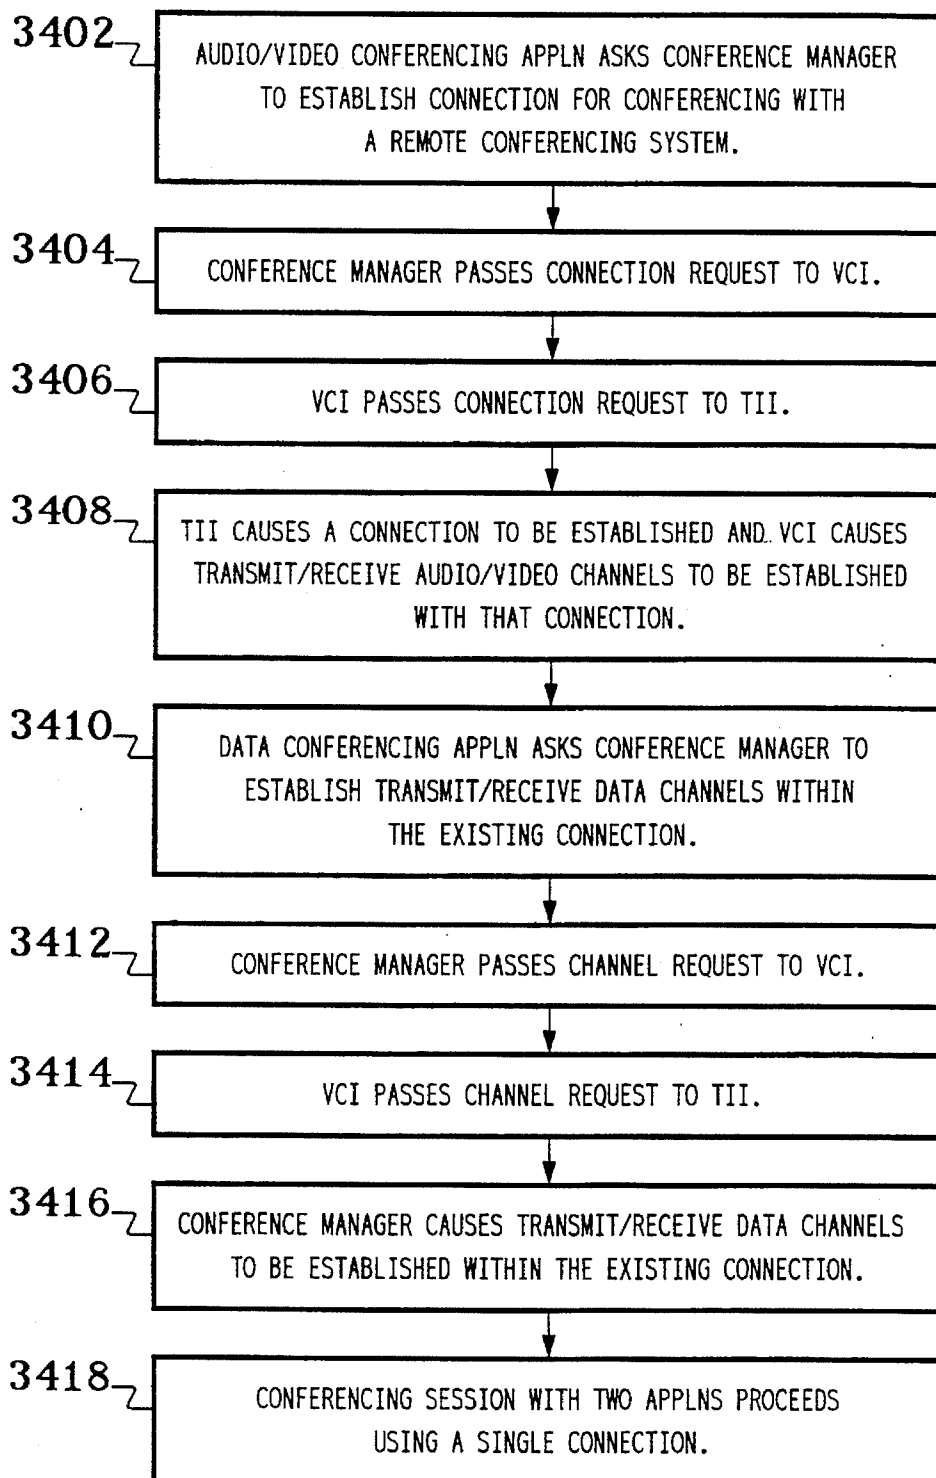 3402
AUDIO/VIDEO CONFERENCING APPLN ASKS CONFERENCE MANAGER
TO ESTABLISH CONNECTION FOR CONFERENCING WITH
A REMOTE CONFERENCING SYSTEM.
3404
CONFERENCE MANAGER PASSES CONNECTION REQUEST TO VCI.
3406
VCI PASSES CONNECTION REQUEST TO TII.
3408
TII CAUSES A CONNECTION TO BE ESTABLISHED AND VCI CAUSES
TRANSMIT/RECEIVE AUDIO/VIDEO CHANNELS TO BE ESTABLISHED
WITH THAT CONNECTION.
3410
DATA CONFERENCING APPLN ASKS CONFERENCE MANAGER TO
ESTABLISH TRANSMIT/RECEIVE DATA CHANNELS WITHIN
THE EXISTING CONNECTION.
3412
CONFERENCE MANAGER PASSES CHANNEL REQUEST TO VCI.
3414
VCI PASSES CHANNEL REQUEST TO TII.
3416
CONFERENCE MANAGER CAUSES TRANSMIT/RECEIVE DATA CHANNELS
TO BE ESTABLISHED WITHIN THE EXISTING CONNECTION.
3418
CONFERENCING SESSION WITH TWO APPLNS PROCEEDS
USING A SINGLE CONNECTION.